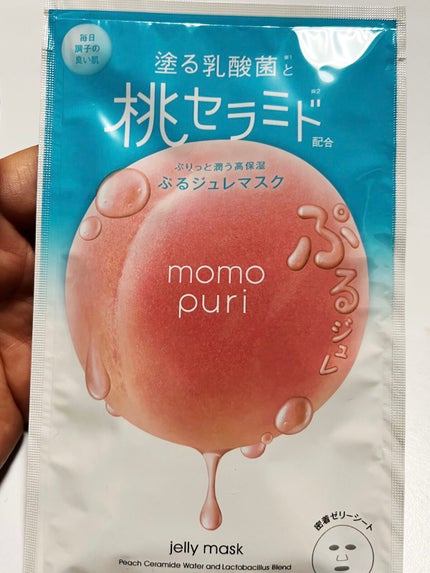 毎日
調子の
良い肌
塗る乳酸菌※1と
桃セラミド※2
配合
ぷりっと潤う高保湿
ぷるジュレマスク
momo
puri
ぷるジュレ
密着ゼリーシート
jelly mask
Peach Ceramide Water and Lactobacillus Blend